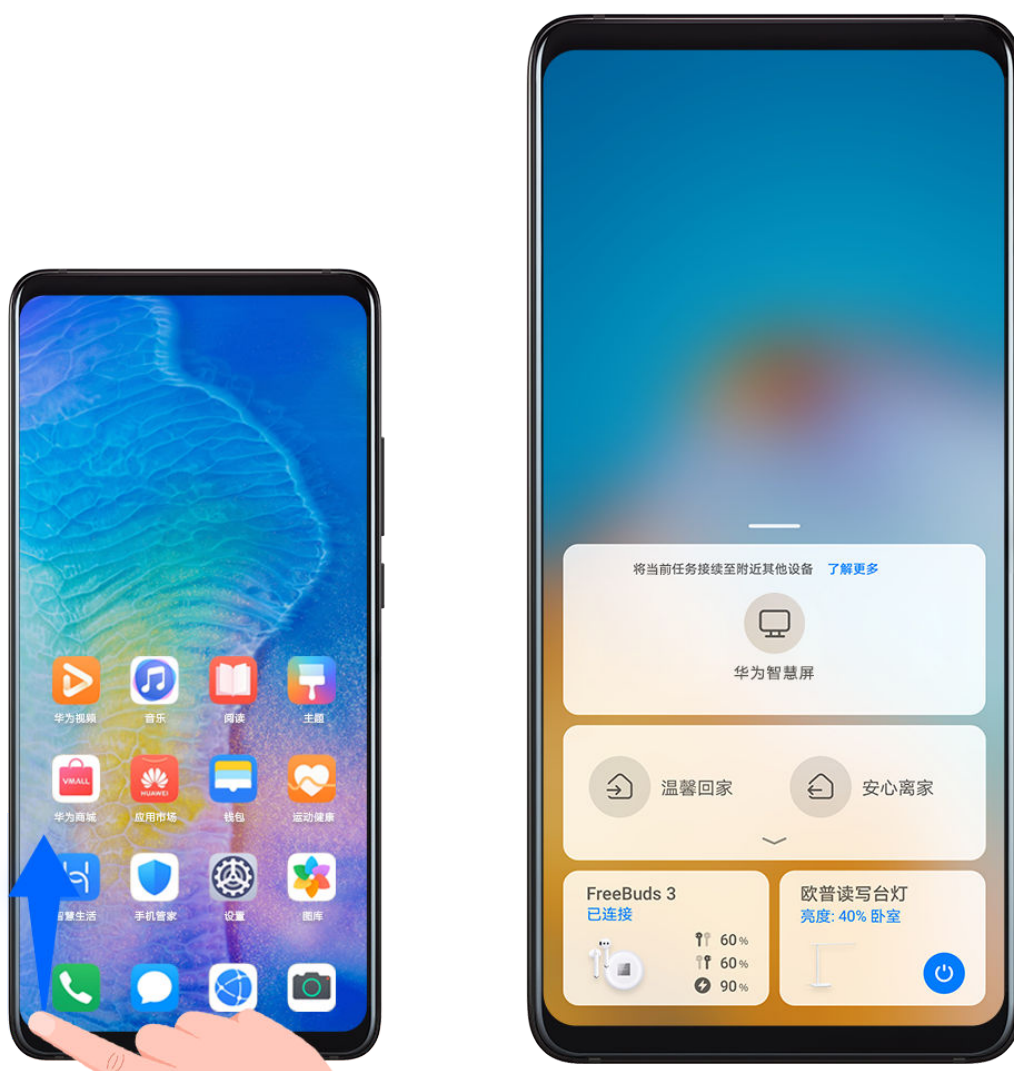 华为视频
音乐
阅读
主题
VMALL
HUAWEI
华为商城
应用市场
钱包
运动健康
智慧生活
手机管家
设置
图库
将当前任务接续至附近其他设备 了解更多
华为智慧屏
温馨回家
安心离家
FreeBuds 3
已连接
60%
60%
90%
欧普读写台灯
亮度: 40% 卧室